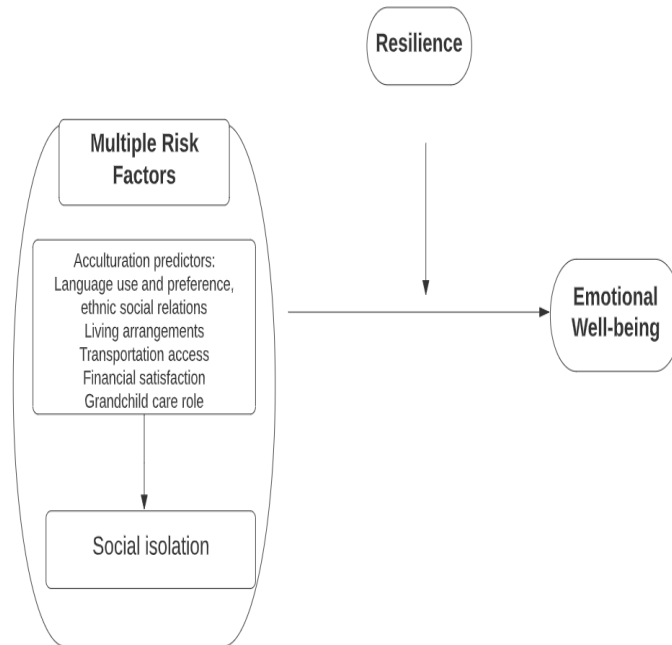 Resilience
Multiple Risk
Factors
Acculturation predictors:
Language use and preference,
ethnic social relations
Living arrangements
Transportation access
Financial satisfaction
Grandchild care role
Emotional
Well-being
Social isolation